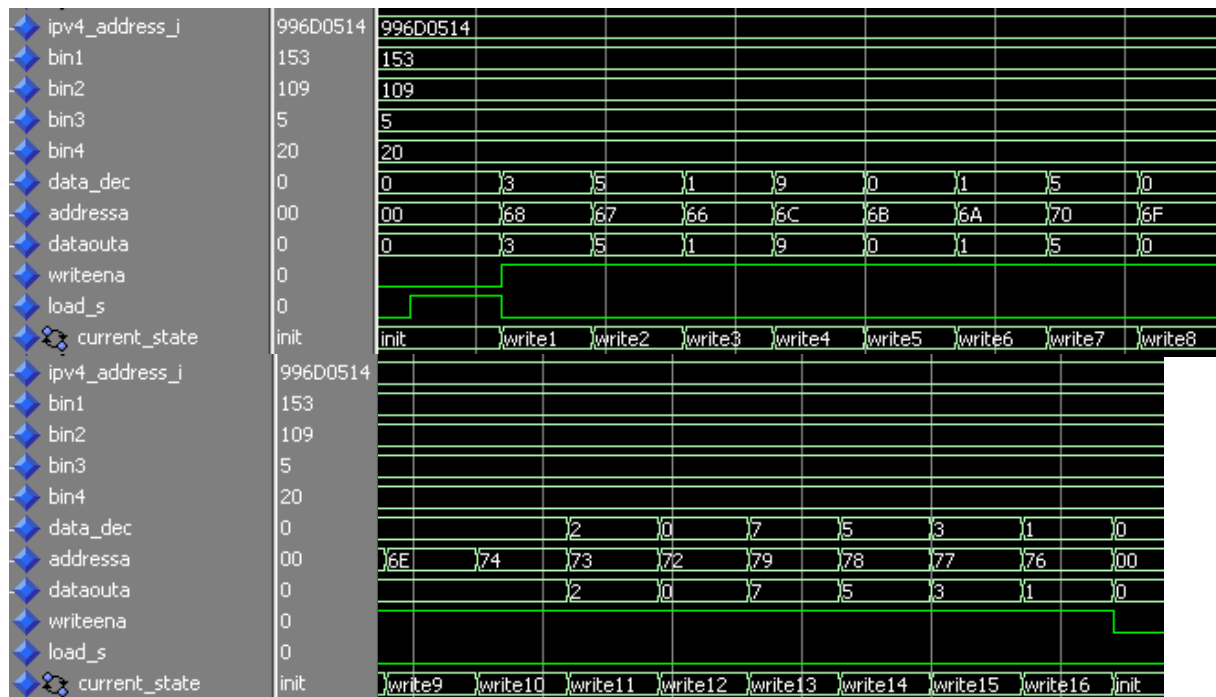 ipv4_address_i 996D0514 996D0514
bin1 153 153
bin2 109 109
bin3 5 5
bin4 20 20
data_dec 0 0 3 5 1 9 0 1 5 0
addressa 00 00 68 67 66 6C 6B 6A 70 6F
dataouta 0 0 3 5 1 9 0 1 5 0
writeena 0
load_s 0
current_state init init write1 write2 write3 write4 write5 write6 write7 write8
ipv4_address_i 996D0514
bin1 153
bin2 109
bin3 5
bin4 20
data_dec 0 2 0 7 5 3 1 0
addressa 00 6E 74 73 72 79 78 77 76 00
dataouta 0 2 0 7 5 3 1 0
writeena 0
load_s 0
current_state init write9 write10 write11 write12 write13 write14 write15 write16 init